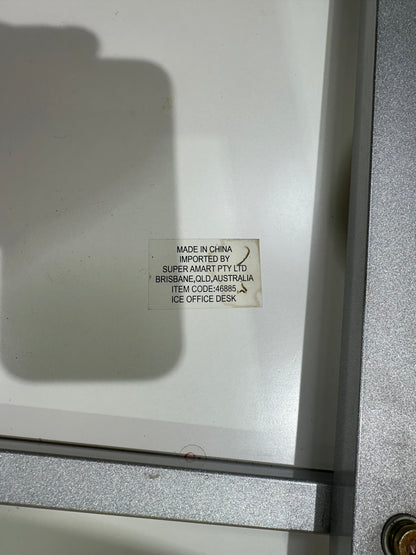 MADE IN CHINA
IMPORTED BY
SUPER AMART PTY LTD
BRISBANE,QLD,AUSTRALIA
ITEM CODE:46885
ICE OFFICE DESK